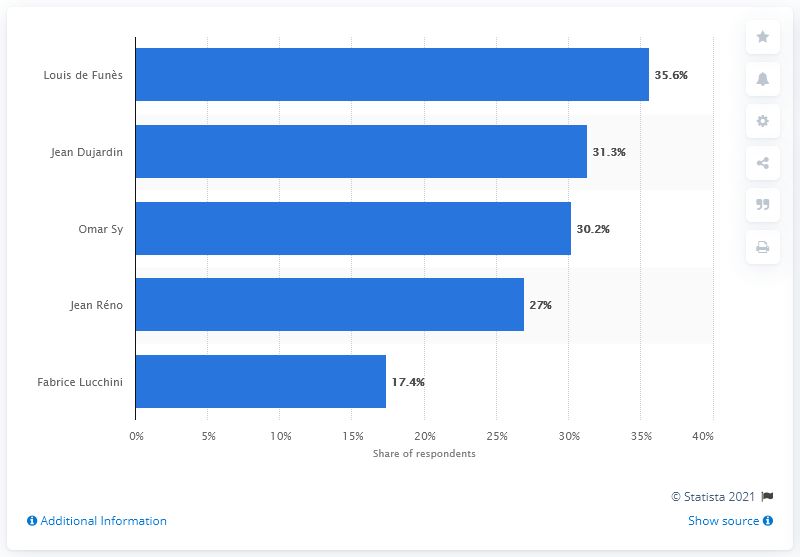 Louis de Funès
35.6%
Jean Dujardin
31.3%
Omar Sy
30.2%
Jean Réno
27%
Fabrice Lucchini
17.4%
0% 5% 10% 15% 20% 25% 30% 35% 40%
Share of respondents
© Statista 2021
Additional Information
Show source